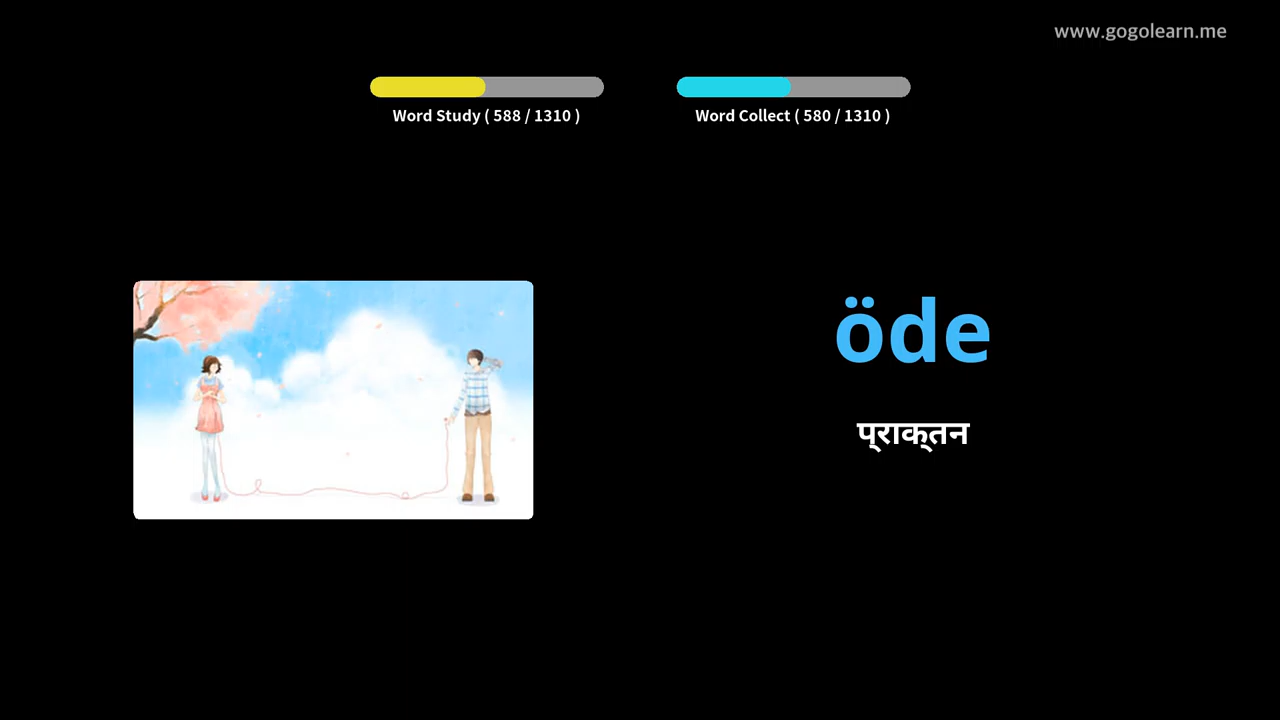 www.gogolearn.me
Word Study ( 588 / 1310 )
Word Collect ( 580 / 1310 )
öde
प्राक्तन